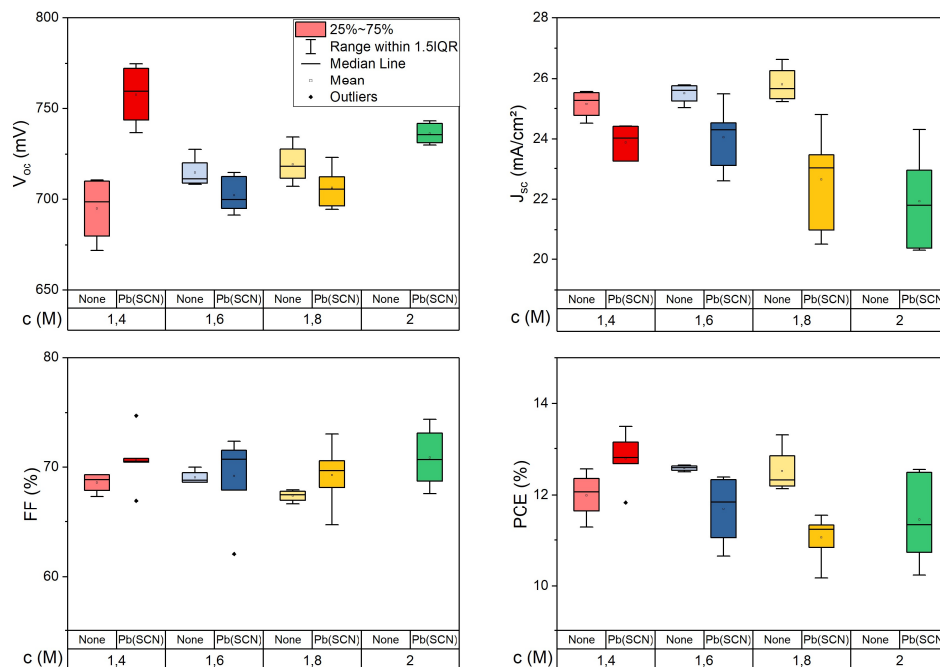 800
750
700
650
V_oc (mV)
25%~75%
Range within 1.5IQR
Median Line
Mean
Outliers
None Pb(SCN) None Pb(SCN) None Pb(SCN) None Pb(SCN)
c (M) 1,4 1,6 1,8 2
28
26
24
22
20
J_sc (mA/cm²)
None Pb(SCN) None Pb(SCN) None Pb(SCN) None Pb(SCN)
c (M) 1,4 1,6 1,8 2
80
70
60
FF (%)
None Pb(SCN) None Pb(SCN) None Pb(SCN) None Pb(SCN)
c (M) 1,4 1,6 1,8 2
14
12
10
PCE (%)
None Pb(SCN) None Pb(SCN) None Pb(SCN) None Pb(SCN)
c (M) 1,4 1,6 1,8 2